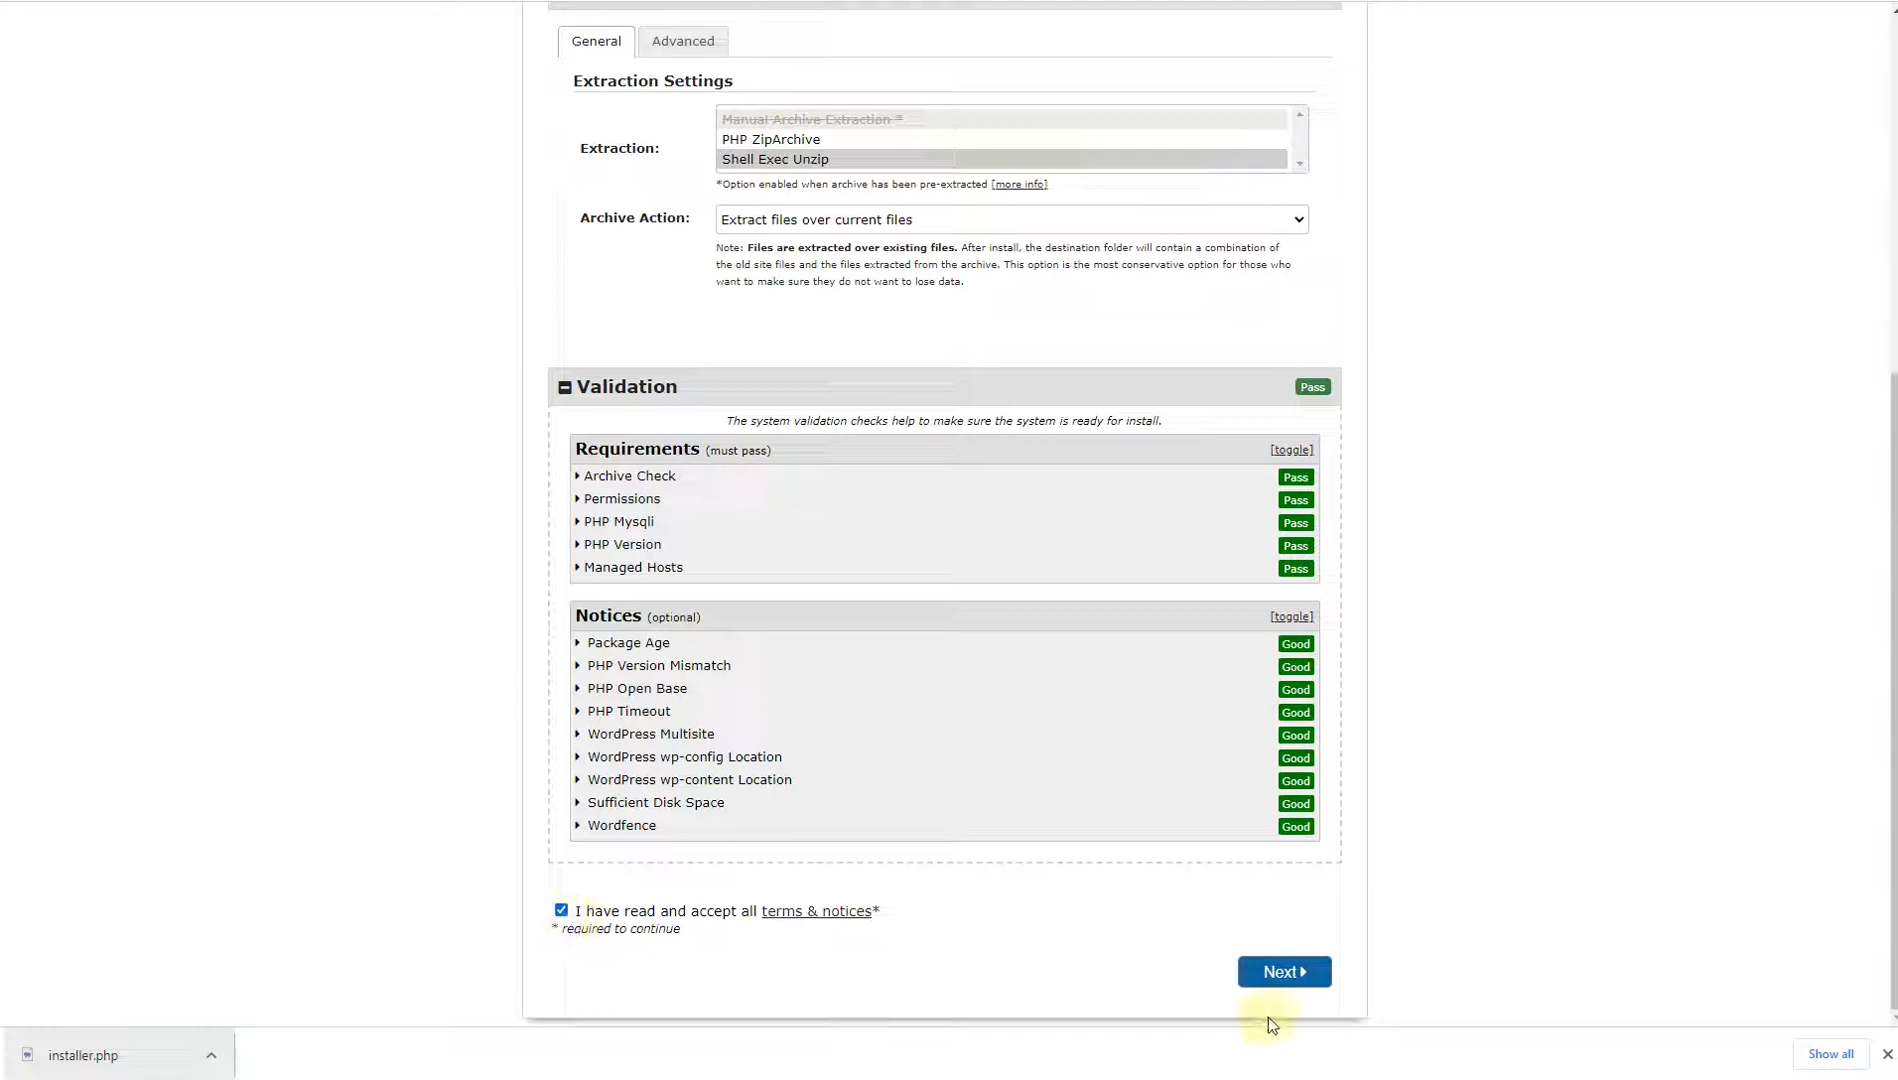 General
Advanced
Extraction Settings
Extraction:
Manual Archive Extraction *
PHP ZipArchive
Shell Exec Unzip
*Option enabled when archive has been pre-extracted [more info]
Archive Action:
Extract files over current files
Note: Files are extracted over existing files. After install, the destination folder will contain a combination of
the old site files and the files extracted from the archive. This option is the most conservative option for those who
want to make sure they do not want to lose data.
Validation
Pass
The system validation checks help to make sure the system is ready for install.
Requirements (must pass) [toggle]
Archive Check Pass
Permissions Pass
PHP Mysqli Pass
PHP Version Pass
Managed Hosts Pass
Notices (optional) [toggle]
Package Age Good
PHP Version Mismatch Good
PHP Open Base Good
PHP Timeout Good
WordPress Multisite Good
WordPress wp-config Location Good
WordPress wp-content Location Good
Sufficient Disk Space Good
Wordfence Good
I have read and accept all terms & notices*
* required to continue
Next
installer.php
Show all